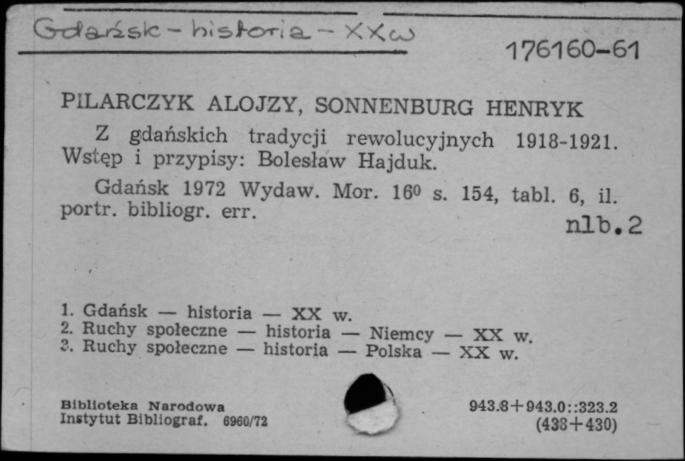 Gdańsk – historia – XX w
176160-61
PILARCZYK ALOJZY, SONNENBURG HENRYK
Z gdańskich tradycji rewolucyjnych 1918-1921.
Wstęp i przypisy: Bolesław Hajduk.
Gdańsk 1972 Wydaw. Mor. 16⁰ s. 154, tabl. 6, il.
portr. bibliogr. err.
nlb.2
1. Gdańsk — historia — XX w.
2. Ruchy społeczne — historia — Niemcy — XX w.
3. Ruchy społeczne — historia — Polska — XX w.
Biblioteka Narodowa
Instytut Bibliograf. 6960/72
943.8+943.0::323.2
(438+430)